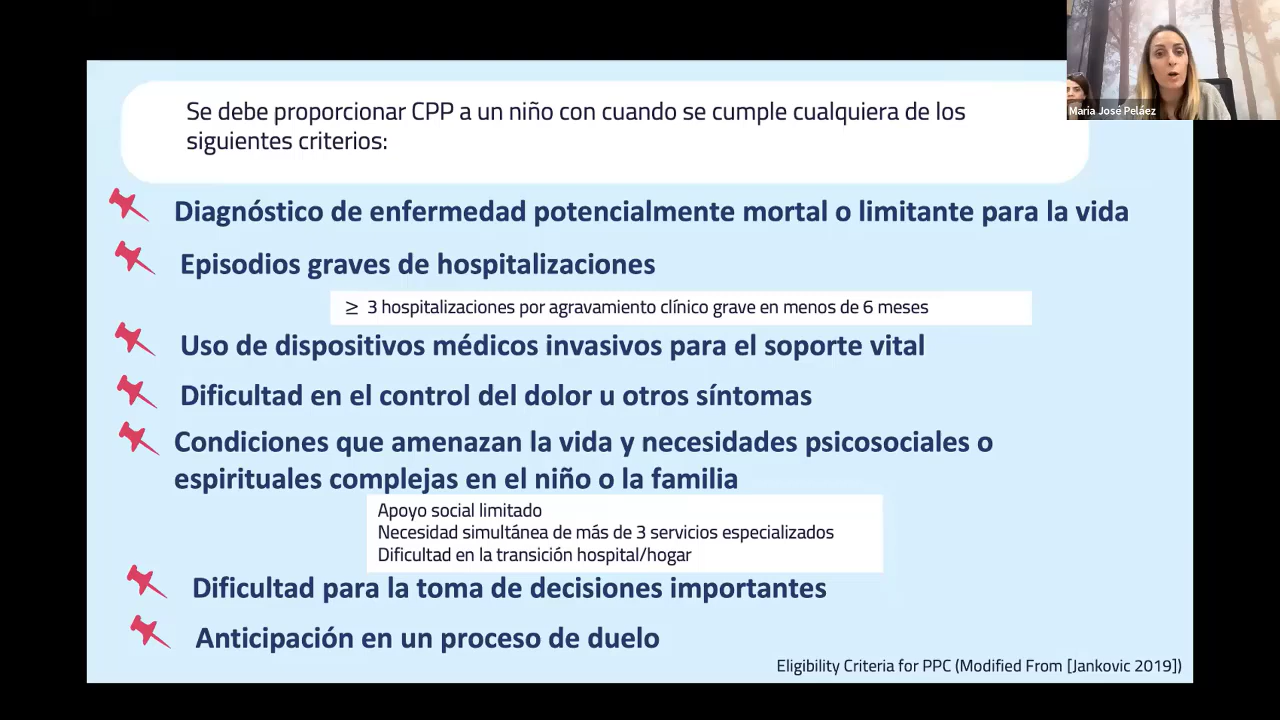 Se debe proporcionar CPP a un niño con cuando se cumple cualquiera de los
siguientes criterios:
Maria José Peláez
Diagnóstico de enfermedad potencialmente mortal o limitante para la vida
Episodios graves de hospitalizaciones
≥ 3 hospitalizaciones por agravamiento clínico grave en menos de 6 meses
Uso de dispositivos médicos invasivos para el soporte vital
Dificultad en el control del dolor u otros síntomas
Condiciones que amenazan la vida y necesidades psicosociales o
espirituales complejas en el niño o la familia
Apoyo social limitado
Necesidad simultánea de más de 3 servicios especializados
Dificultad en la transición hospital/hogar
Dificultad para la toma de decisiones importantes
Anticipación en un proceso de duelo
Eligibility Criteria for PPC (Modified From [Jankovic 2019])